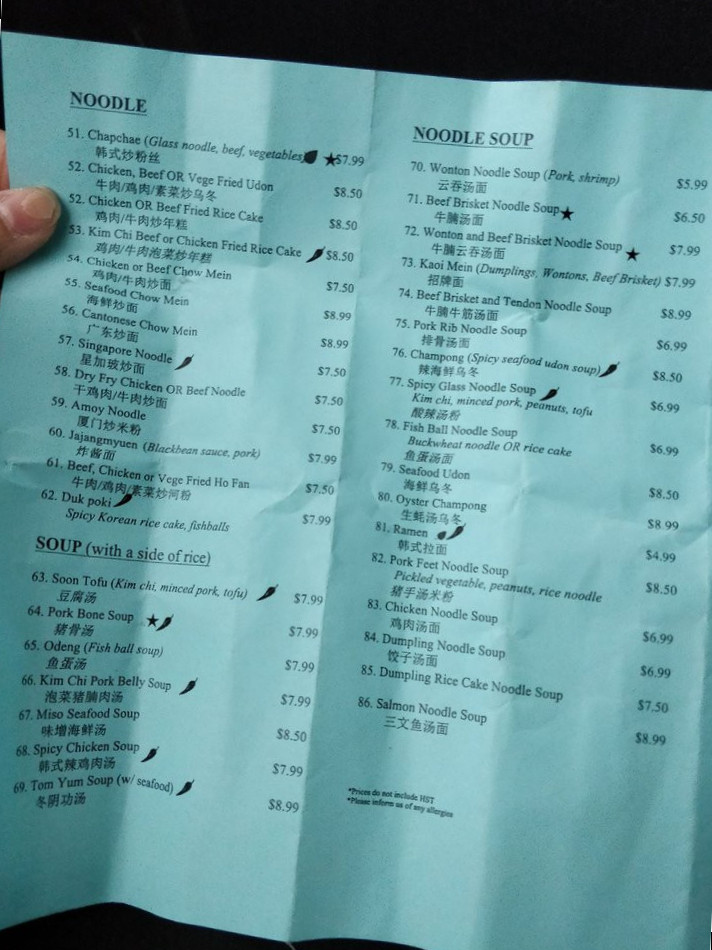 NOODLE
51. Chapchae (Glass noodle, beef, vegetables) $7.99
韩式炒粉丝
52. Chicken, Beef OR Vege Fried Udon $8.50
牛肉/鸡肉/素菜炒乌冬
52. Chicken OR Beef Fried Rice Cake $8.50
鸡肉/牛肉炒年糕
53. Kim Chi Beef or Chicken Fried Rice Cake $8.50
鸡肉/牛肉泡菜炒年糕
54. Chicken or Beef Chow Mein $7.50
鸡肉/牛肉炒面
55. Seafood Chow Mein $8.99
海鲜炒面
56. Cantonese Chow Mein $8.99
广东炒面
57. Singapore Noodle $7.50
星加玻炒面
58. Dry Fry Chicken OR Beef Noodle $7.50
干鸡肉/牛肉炒面
59. Amoy Noodle $7.50
厦门炒米粉
60. Jajangmyuen (Blackbean sauce, pork) $7.99
炸酱面
61. Beef, Chicken or Vege Fried Ho Fan $7.50
牛肉/鸡肉/素菜炒河粉
62. Duk poki $7.99
Spicy Korean rice cake, fishballs
SOUP (with a side of rice)
63. Soon Tofu (Kim chi, minced pork, tofu) $7.99
豆腐汤
64. Pork Bone Soup $7.99
猪骨汤
65. Odeng (Fish ball soup) $7.99
鱼蛋汤
66. Kim Chi Pork Belly Soup $7.99
泡菜猪腩肉汤
67. Miso Seafood Soup $8.50
味增海鲜汤
68. Spicy Chicken Soup $7.99
韩式辣鸡肉汤
69. Tom Yum Soup (w/ seafood) $8.99
冬阴功汤
NOODLE SOUP
70. Wonton Noodle Soup (Pork, shrimp) $5.99
云吞汤面
71. Beef Brisket Noodle Soup $6.50
牛腩汤面
72. Wonton and Beef Brisket Noodle Soup $7.99
牛腩云吞汤面
73. Kaoi Mein (Dumplings, Wontons, Beef Brisket) $7.99
招牌面
74. Beef Brisket and Tendon Noodle Soup $8.99
牛腩牛筋汤面
75. Pork Rib Noodle Soup $6.99
排骨汤面
76. Champong (Spicy seafood udon soup) $8.50
辣海鲜乌冬
77. Spicy Glass Noodle Soup $6.99
Kim chi, minced pork, peanuts, tofu
酸辣汤粉
78. Fish Ball Noodle Soup $6.99
Buckwheat noodle OR rice cake
鱼蛋汤面
79. Seafood Udon $8.50
海鲜乌冬
80. Oyster Champong $8.99
生蚝汤乌冬
81. Ramen $4.99
韩式拉面
82. Pork Feet Noodle Soup $8.50
Pickled vegetable, peanuts, rice noodle
猪手汤米粉
83. Chicken Noodle Soup $6.99
鸡肉汤面
84. Dumpling Noodle Soup $6.99
饺子汤面
85. Dumpling Rice Cake Noodle Soup $7.50
86. Salmon Noodle Soup $8.99
三文鱼汤面
*Prices do not include HST
*Please inform us of any allergies